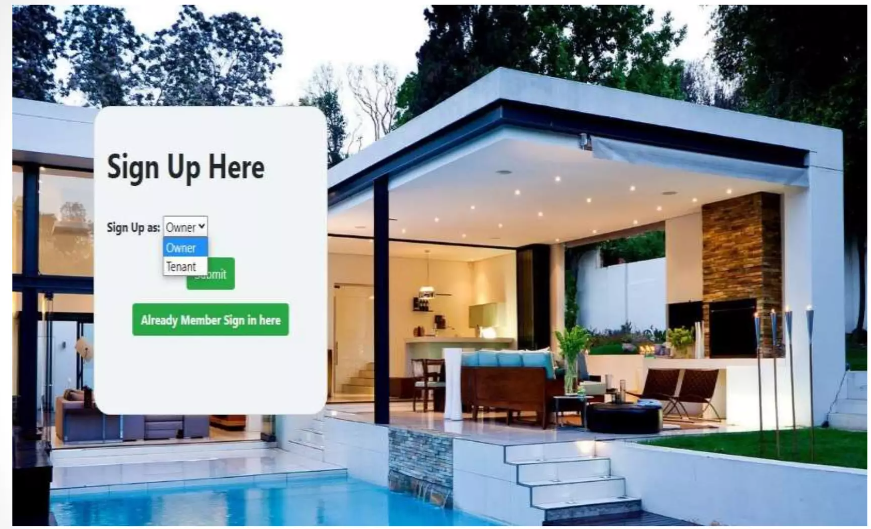 Sign Up Here
Sign Up as: Owner
Owner
Tenant
Already Member Sign in here